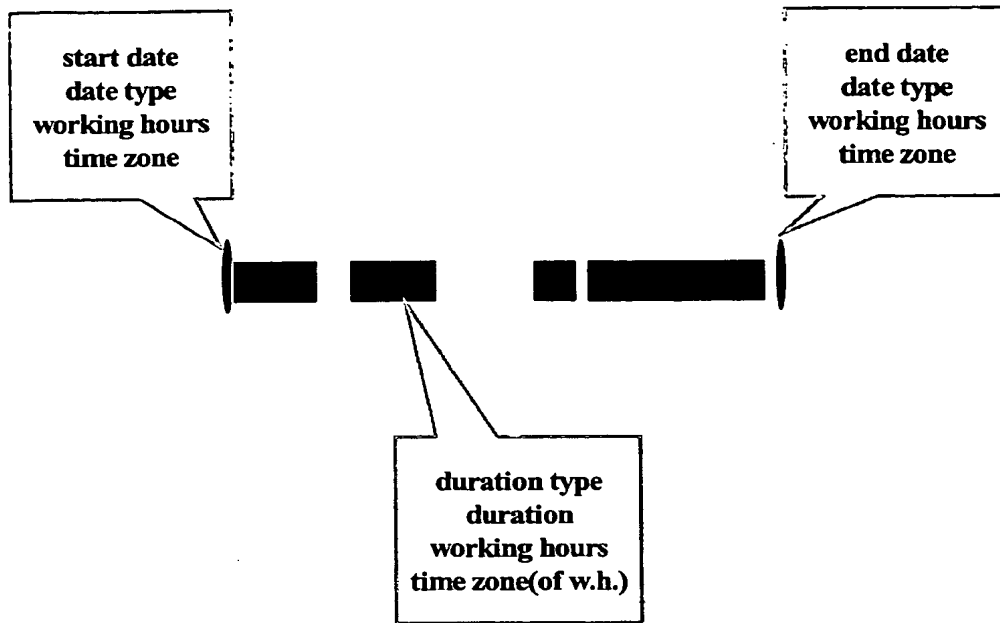 start date
date type
working hours
time zone
end date
date type
working hours
time zone
duration type
duration
working hours
time zone(of w.h.)